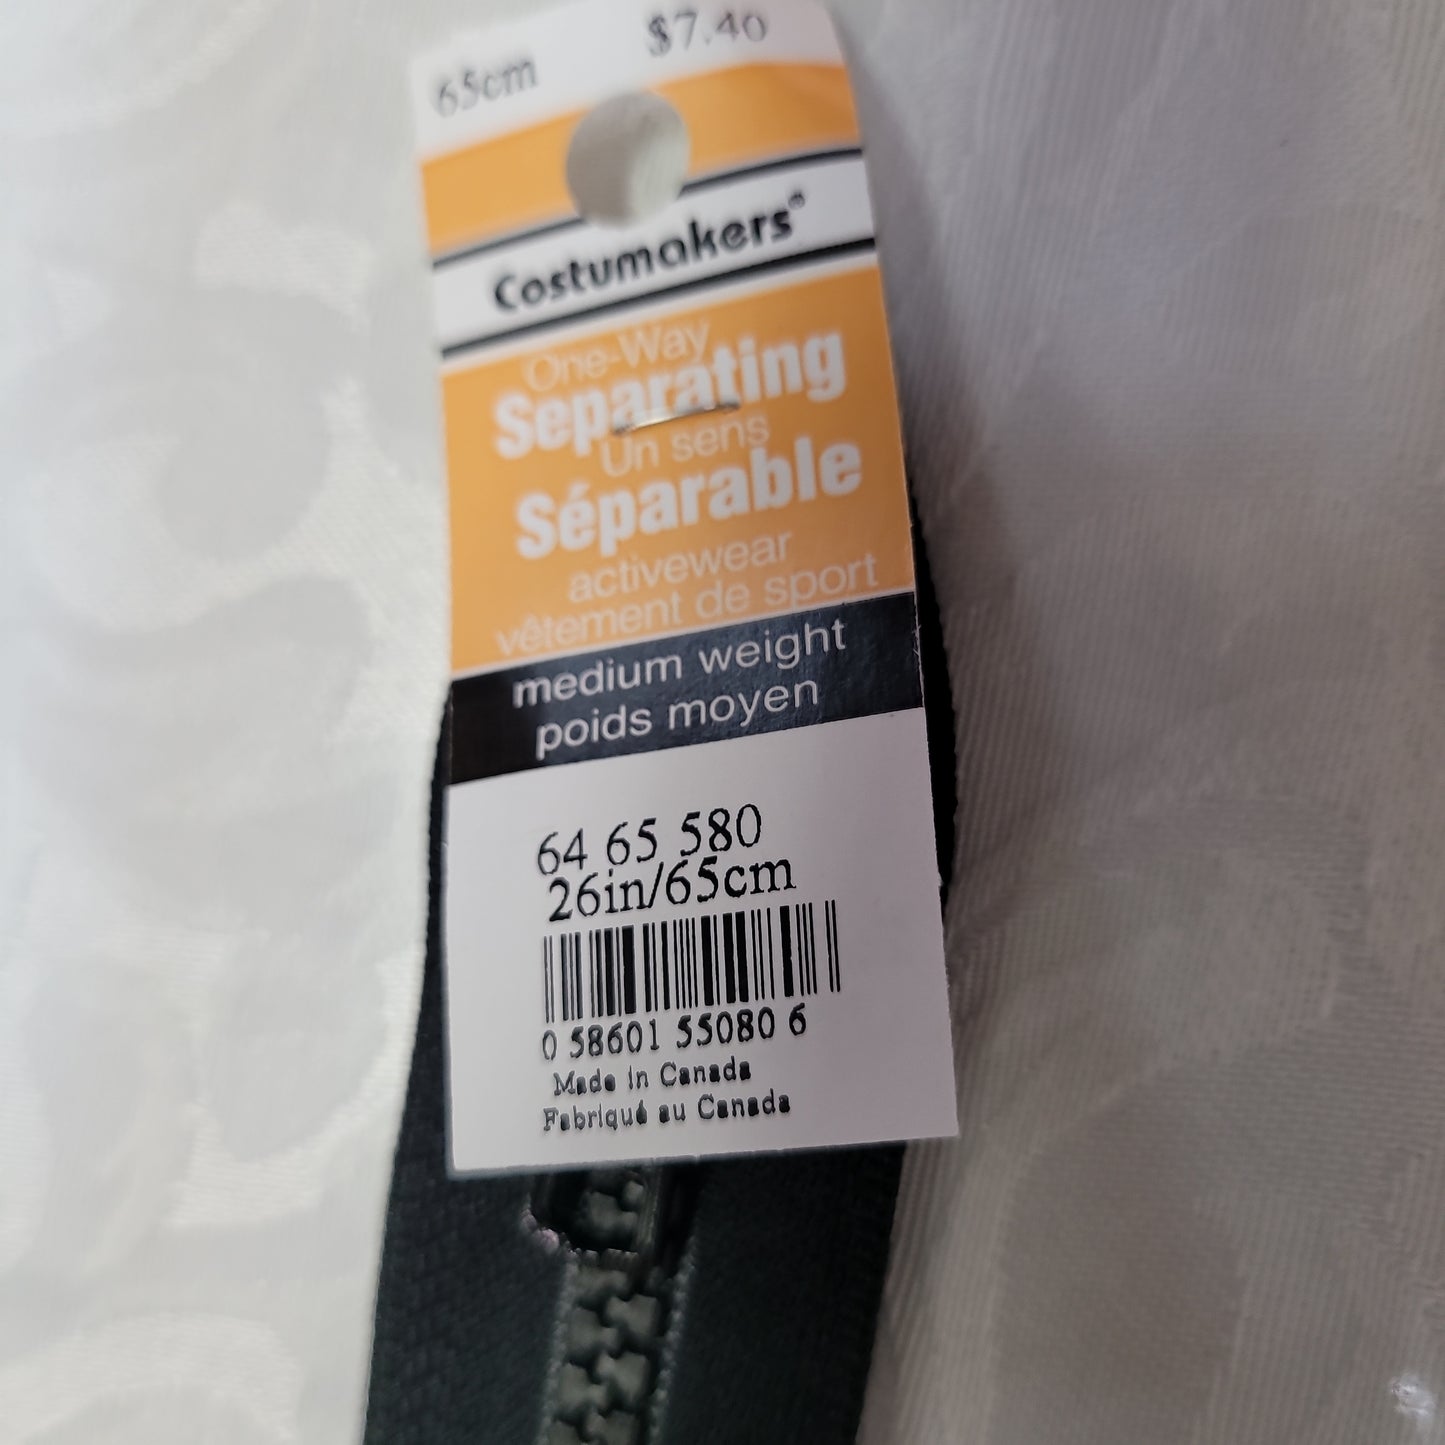 65cm $7.40
Costumakers®
One-Way
Separating
Un sens
Séparable
activewear
vêtement de sport
medium weight
poids moyen
64 65 580
26in/65cm
0 58601 55080 6
Made in Canada
Fabriqué au Canada